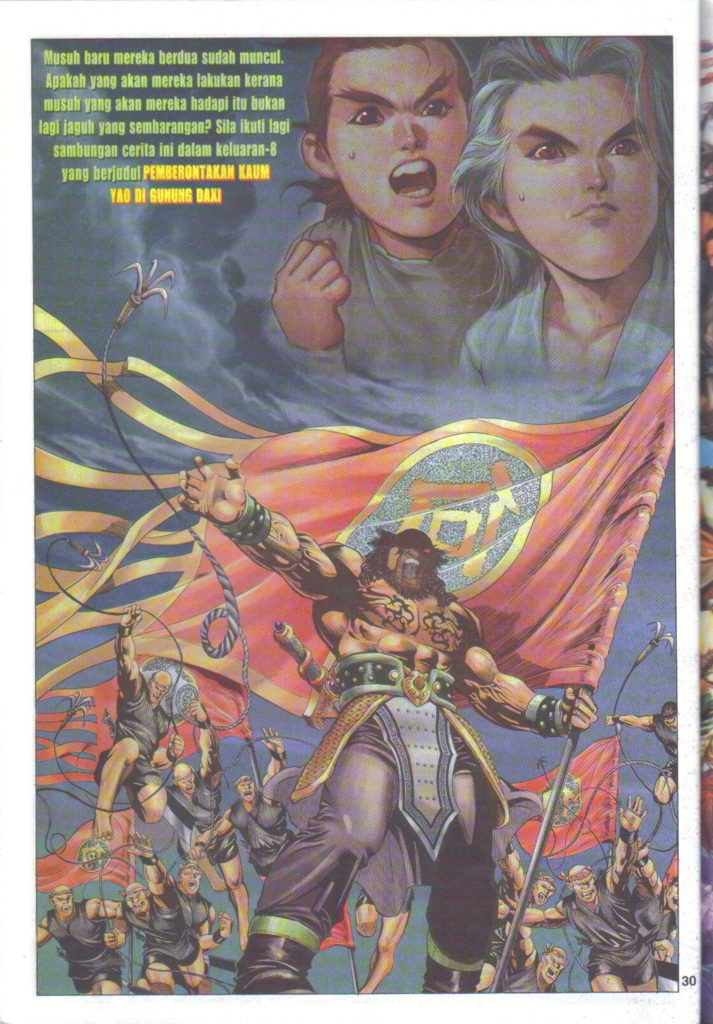 Musuh baru mereka berdua sudah muncul.
Apakah yang akan mereka lakukan kerana
musuh yang akan mereka hadapi itu bukan
lagi jaguh yang sembarangan? Sila ikuti lagi
sambungan cerita ini dalam keluaran-8
yang berjudul PEMBERONTAKAN KAUM
YAO DI GUNUNG DAXI
30